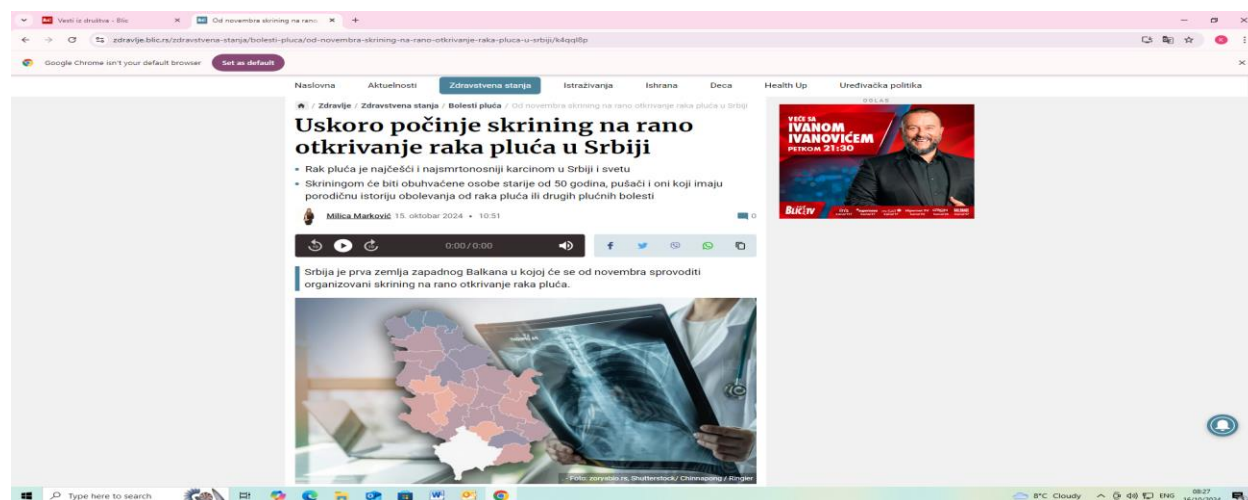 Vesti iz društva - Blic
Od novembra skrining na rano
zdravlje.blic.rs/zdravstvena-stanja/bolesti-pluca/od-novembra-skrining-na-rano-otkrivanje-raka-pluca-u-srbiji/k4qql8p
Google Chrome isn't your default browser Set as default
Naslovna Aktuelnosti Zdravstvena stanja Istraživanja Ishrana Deca Health Up Uređivačka politika
/ Zdravlje / Zdravstvena stanja / Bolesti pluća / Od novembra skrining na rano otkrivanje raka pluća u Srbiji
Uskoro počinje skrining na rano
otkrivanje raka pluća u Srbiji
Rak pluća je najčešći i najsmrtonosniji karcinom u Srbiji i svetu
Skriningom će biti obuhvaćene osobe starije od 50 godina, pušači i oni koji imaju
porodičnu istoriju obolevanja od raka pluća ili drugih plućnih bolesti
Milica Marković 15. oktobar 2024 • 10:51 0
0:00 / 0:00
Srbija je prva zemlja zapadnog Balkana u kojoj će se od novembra sprovoditi
organizovani skrining na rano otkrivanje raka pluća.
Foto: zoryebio.rs, Shutterstock/ Chinnapong / Ringier
OGLAS
VEČE SA
IVANOM
IVANOVIĆEM
PETKOM 21:30
BLIC TV
Type here to search
8°C Cloudy ENG 08:27
16/10/2024